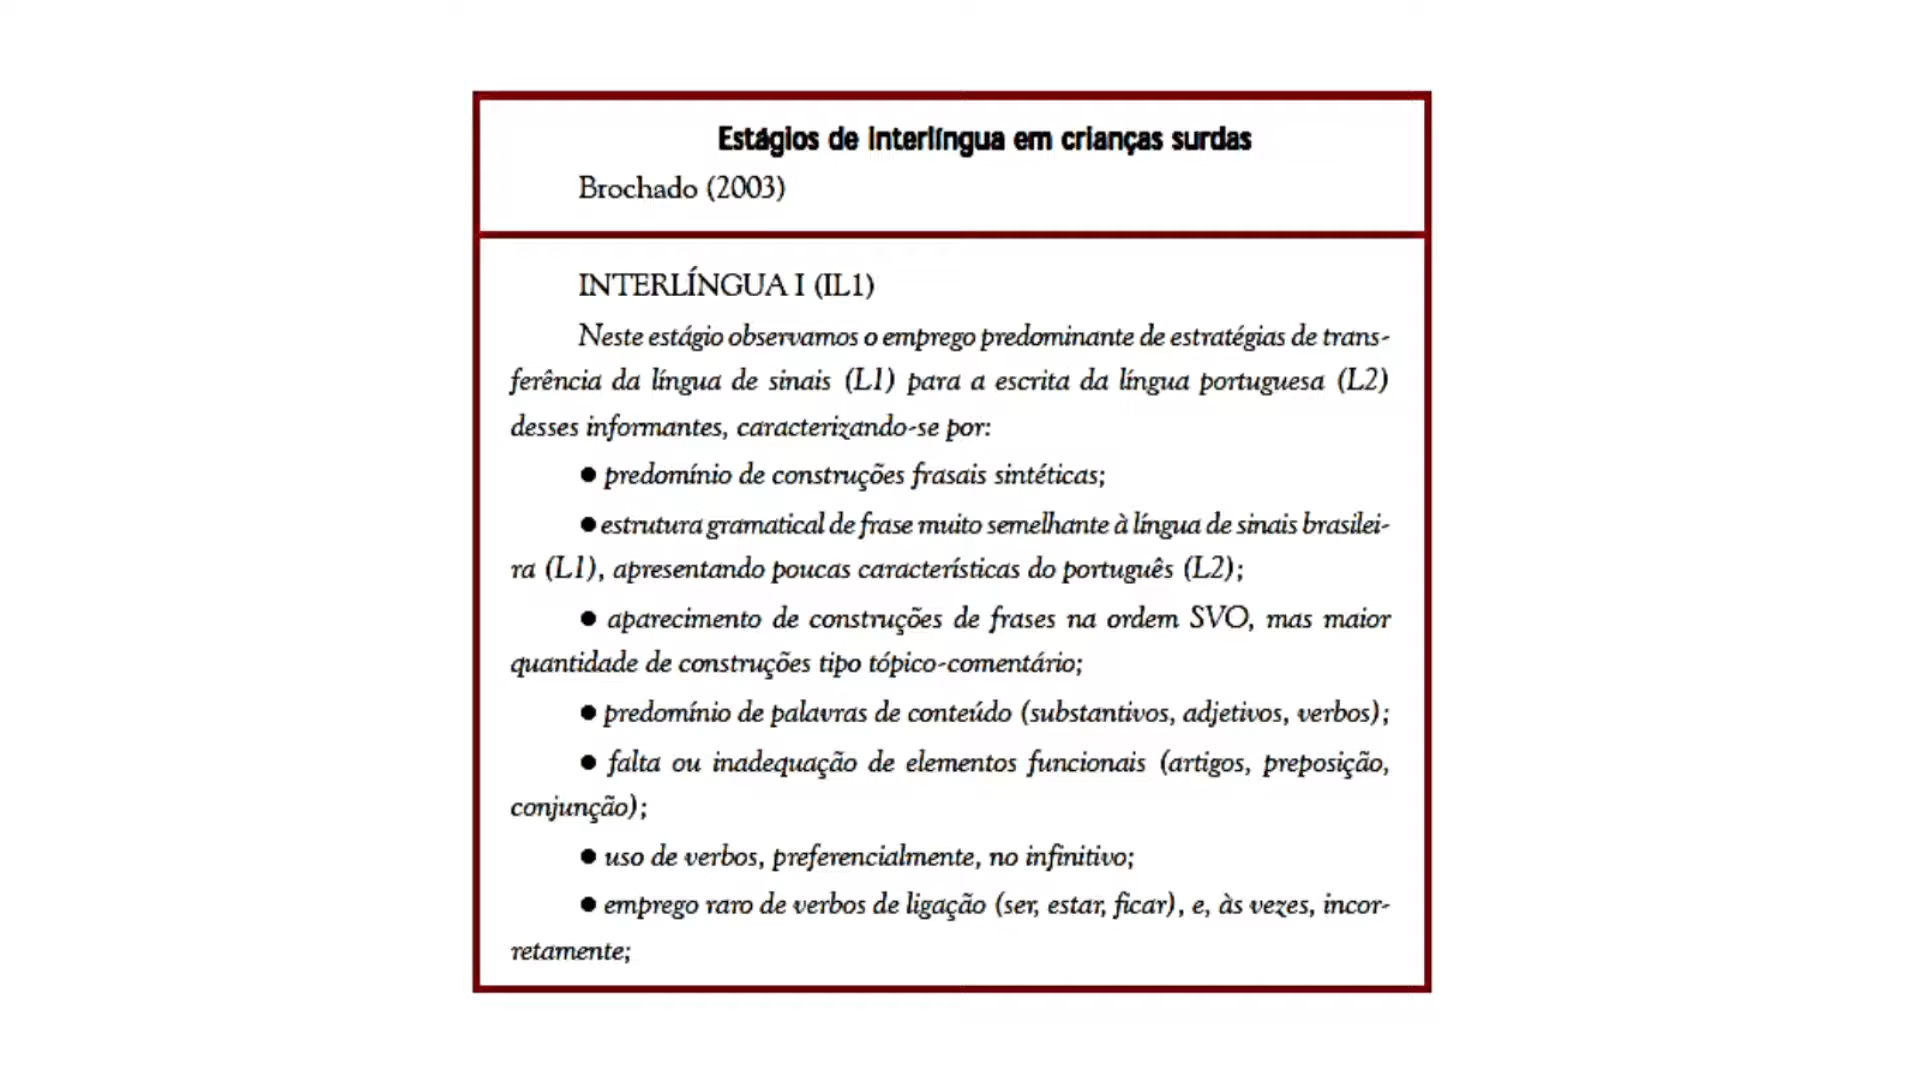 Estágios de interlíngua em crianças surdas
Brochado (2003)
INTERLÍNGUA I (IL1)
Neste estágio observamos o emprego predominante de estratégias de trans-
ferência da língua de sinais (L1) para a escrita da língua portuguesa (L2)
desses informantes, caracterizando-se por:
● predomínio de construções frasais sintéticas;
● estrutura gramatical de frase muito semelhante à língua de sinais brasilei-
ra (L1), apresentando poucas características do português (L2);
● aparecimento de construções de frases na ordem SVO, mas maior
quantidade de construções tipo tópico-comentário;
● predomínio de palavras de conteúdo (substantivos, adjetivos, verbos);
● falta ou inadequação de elementos funcionais (artigos, preposição,
conjunção);
● uso de verbos, preferencialmente, no infinitivo;
● emprego raro de verbos de ligação (ser, estar, ficar), e, às vezes, incor-
retamente;